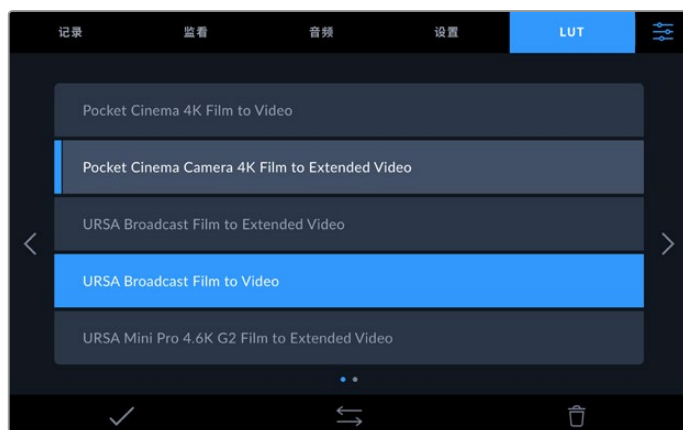 记录 监看 音频 设置 LUT
Pocket Cinema 4K Film to Video
Pocket Cinema Camera 4K Film to Extended Video
URSA Broadcast Film to Extended Video
URSA Broadcast Film to Video
URSA Mini Pro 4.6K G2 Film to Extended Video